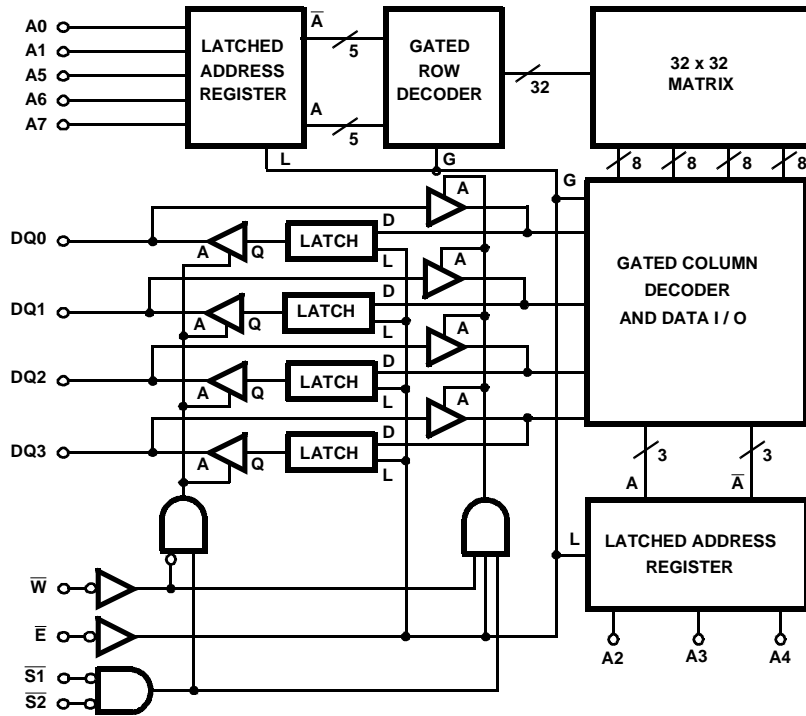 A0
A1
A5
A6
A7
LATCHED
ADDRESS
REGISTER
A̅
5
A
5
L
GATED
ROW
DECODER
G
32
32 x 32
MATRIX
8
8
8
8
G
GATED COLUMN
DECODER
AND DATA I / O
A
DQ0
A
Q
LATCH
D
L
A
DQ1
A
Q
LATCH
D
L
A
DQ2
A
Q
LATCH
D
L
A
DQ3
A
Q
LATCH
D
L
3
3
A
A̅
L
LATCHED ADDRESS
REGISTER
A2
A3
A4
W̅
E̅
S̅1̅
S̅2̅